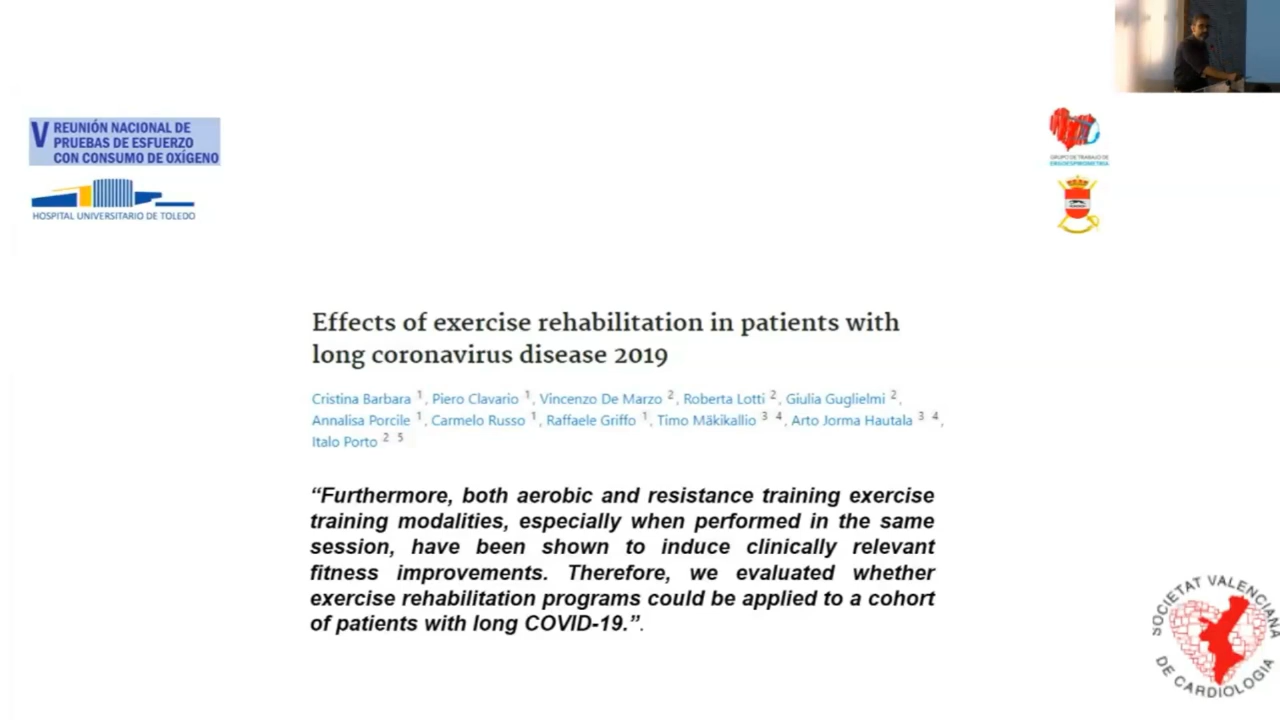 V REUNIÓN NACIONAL DE
PRUEBAS DE ESFUERZO
CON CONSUMO DE OXÍGENO
HOSPITAL UNIVERSITARIO DE TOLEDO
GRUPO DE TRABAJO DE
ERGOESPIROMETRIA
Effects of exercise rehabilitation in patients with
long coronavirus disease 2019
Cristina Barbara 1, Piero Clavario 1, Vincenzo De Marzo 2, Roberta Lotti 2, Giulia Guglielmi 2,
Annalisa Porcile 1, Carmelo Russo 1, Raffaele Griffo 1, Timo Mäkikallio 3 4, Arto Jorma Hautala 3 4,
Italo Porto 2 5
“Furthermore, both aerobic and resistance training exercise
training modalities, especially when performed in the same
session, have been shown to induce clinically relevant
fitness improvements. Therefore, we evaluated whether
exercise rehabilitation programs could be applied to a cohort
of patients with long COVID-19.”.
SOCIETAT VALENCIANA
DE CARDIOLOGIA